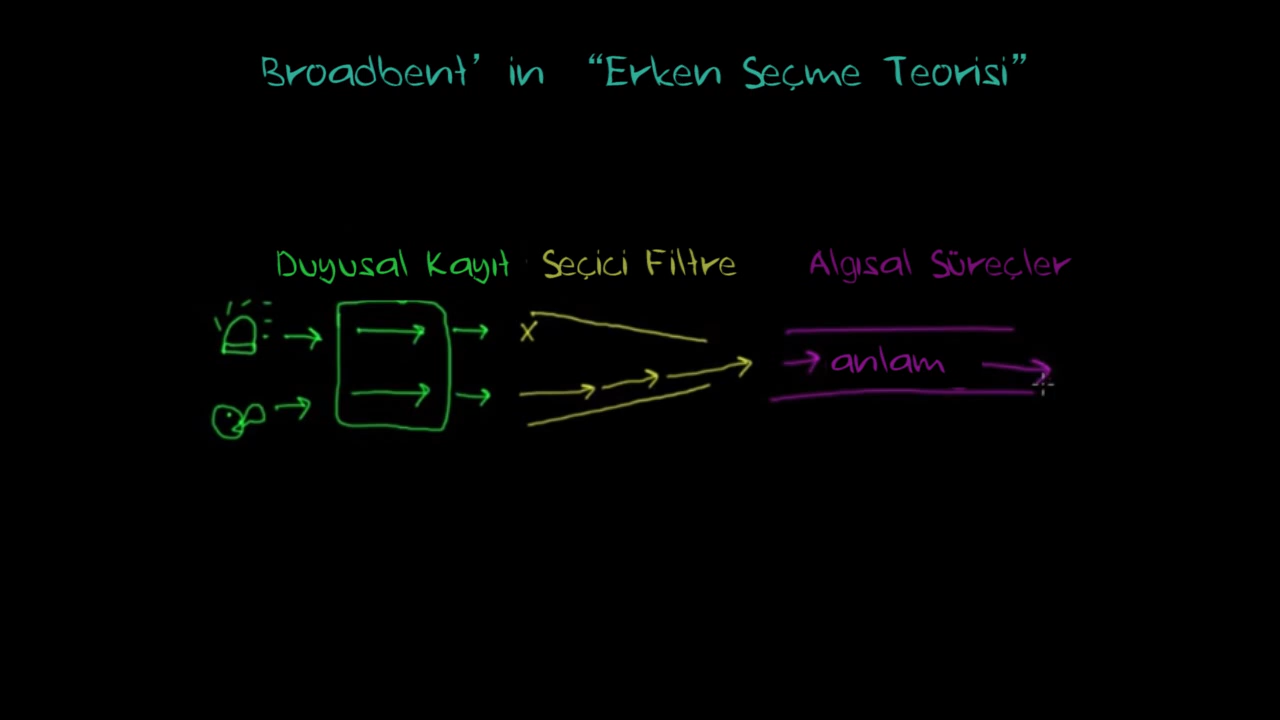 Broadbent' in "Erken Seçme Teorisi"
Duyusal Kayıt Seçici Filtre Algısal Süreçler
x
anlam